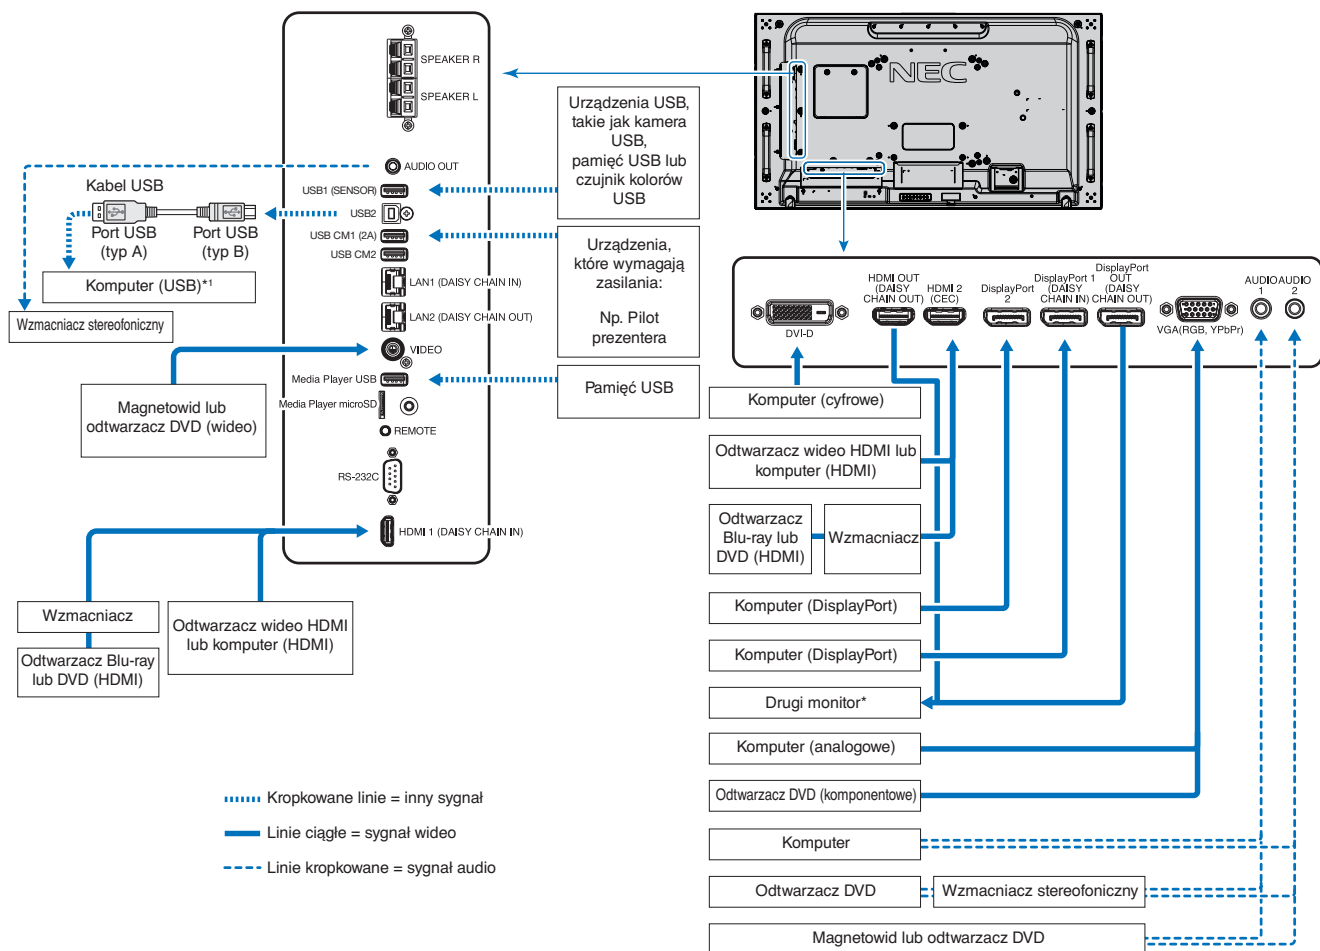 SPEAKER R
SPEAKER L
AUDIO OUT
USB1 (SENSOR)
USB2
USB CM1 (2A)
USB CM2
LAN1 (DAISY CHAIN IN)
LAN2 (DAISY CHAIN OUT)
VIDEO
Media Player USB
Media Player microSD
REMOTE
RS-232C
HDMI 1 (DAISY CHAIN IN)
Kabel USB
Port USB
(typ A)
Port USB
(typ B)
Komputer (USB)*1
Wzmacniacz stereofoniczny
Magnetowid lub
odtwarzacz DVD (wideo)
Wzmacniacz
Odtwarzacz Blu-ray
lub DVD (HDMI)
Odtwarzacz wideo HDMI
lub komputer (HDMI)
Urządzenia USB,
takie jak kamera
USB,
pamięć USB lub
czujnik kolorów
USB
Urządzenia,
które wymagają
zasilania:
Np. Pilot
prezentera
Pamięć USB
NEC
DVI-D
HDMI OUT
(DAISY
CHAIN OUT)
HDMI 2
(CEC)
DisplayPort
2
DisplayPort 1
(DAISY
CHAIN IN)
DisplayPort
OUT
(DAISY
CHAIN OUT)
VGA(RGB, YPbPr)
AUDIO
1
AUDIO
2
Komputer (cyfrowe)
Odtwarzacz wideo HDMI lub
komputer (HDMI)
Odtwarzacz
Blu-ray lub
DVD (HDMI)
Wzmacniacz
Komputer (DisplayPort)
Komputer (DisplayPort)
Drugi monitor*
Komputer (analogowe)
Odtwarzacz DVD (komponentowe)
Komputer
Odtwarzacz DVD
Wzmacniacz stereofoniczny
Magnetowid lub odtwarzacz DVD
Kropkowane linie = inny sygnał
Linie ciągłe = sygnał wideo
Linie kropkowane = sygnał audio